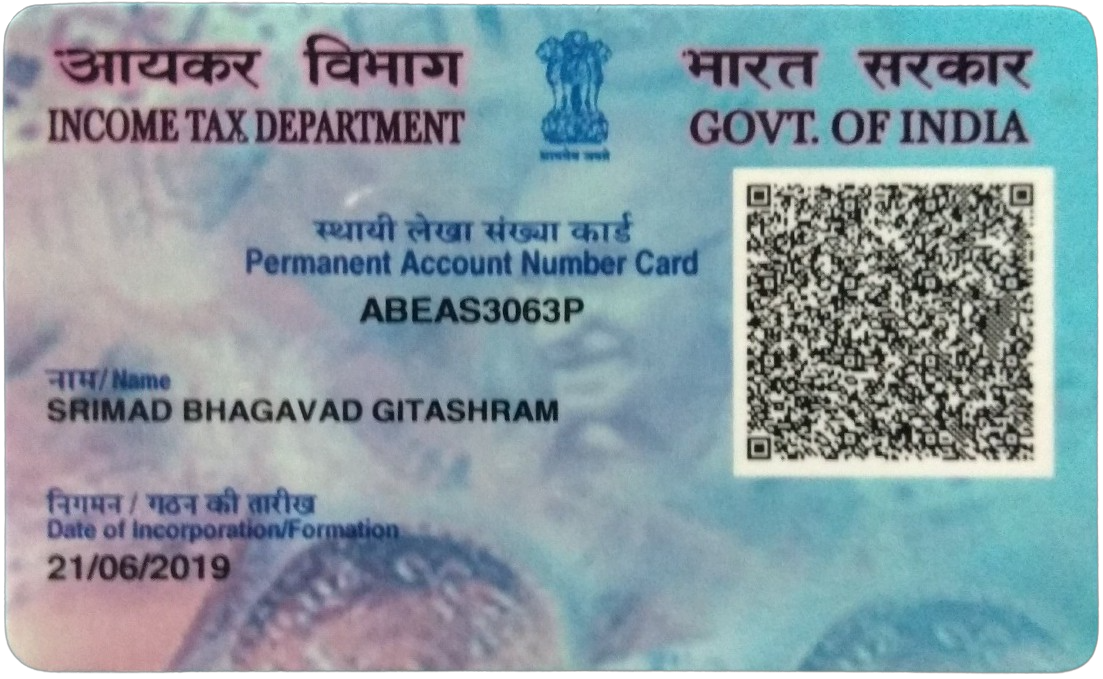 आयकर विभाग
INCOME TAX DEPARTMENT
भारत सरकार
GOVT. OF INDIA
सत्यमेव जयते
स्थायी लेखा संख्या कार्ड
Permanent Account Number Card
ABEAS3063P
नाम/Name
SRIMAD BHAGAVAD GITASHRAM
निगमन / गठन की तारीख
Date of Incorporation/Formation
21/06/2019